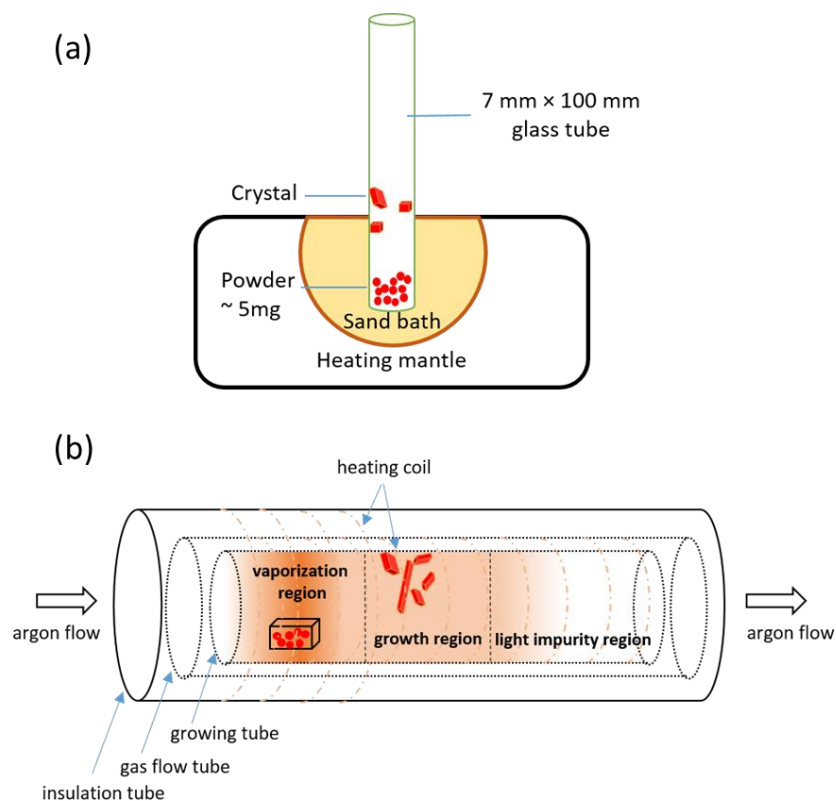 (a)
7 mm × 100 mm
glass tube
Crystal
Powder
~ 5mg
Sand bath
Heating mantle
(b)
heating coil
vaporization
region
argon flow
growth region
light impurity region
argon flow
growing tube
gas flow tube
insulation tube